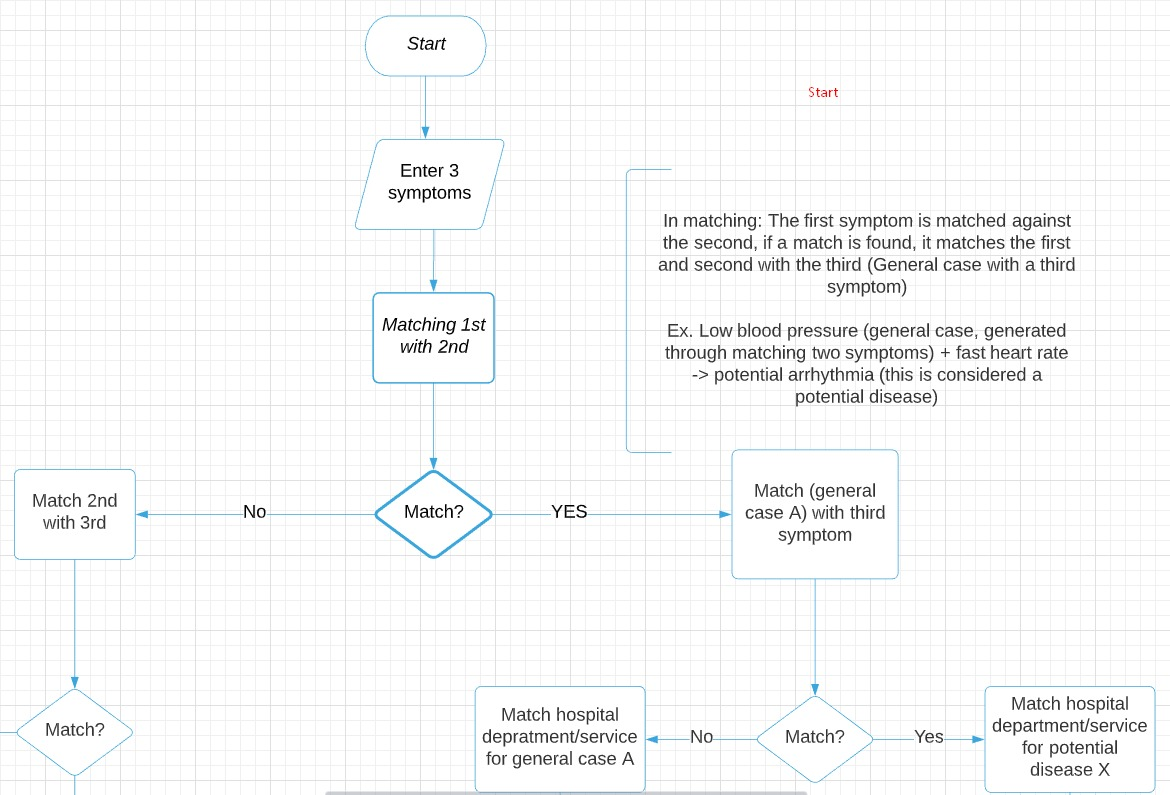 Start
Start
Enter 3
symptoms
In matching: The first symptom is matched against
the second, if a match is found, it matches the first
and second with the third (General case with a third
symptom)
Ex. Low blood pressure (general case, generated
through matching two symptoms) + fast heart rate
-> potential arrhythmia (this is considered a
potential disease)
Matching 1st
with 2nd
Match?
No
YES
Match 2nd
with 3rd
Match (general
case A) with third
symptom
Match?
Match?
No
Yes
Match hospital
depratment/service
for general case A
Match hospital
department/service
for potential
disease X